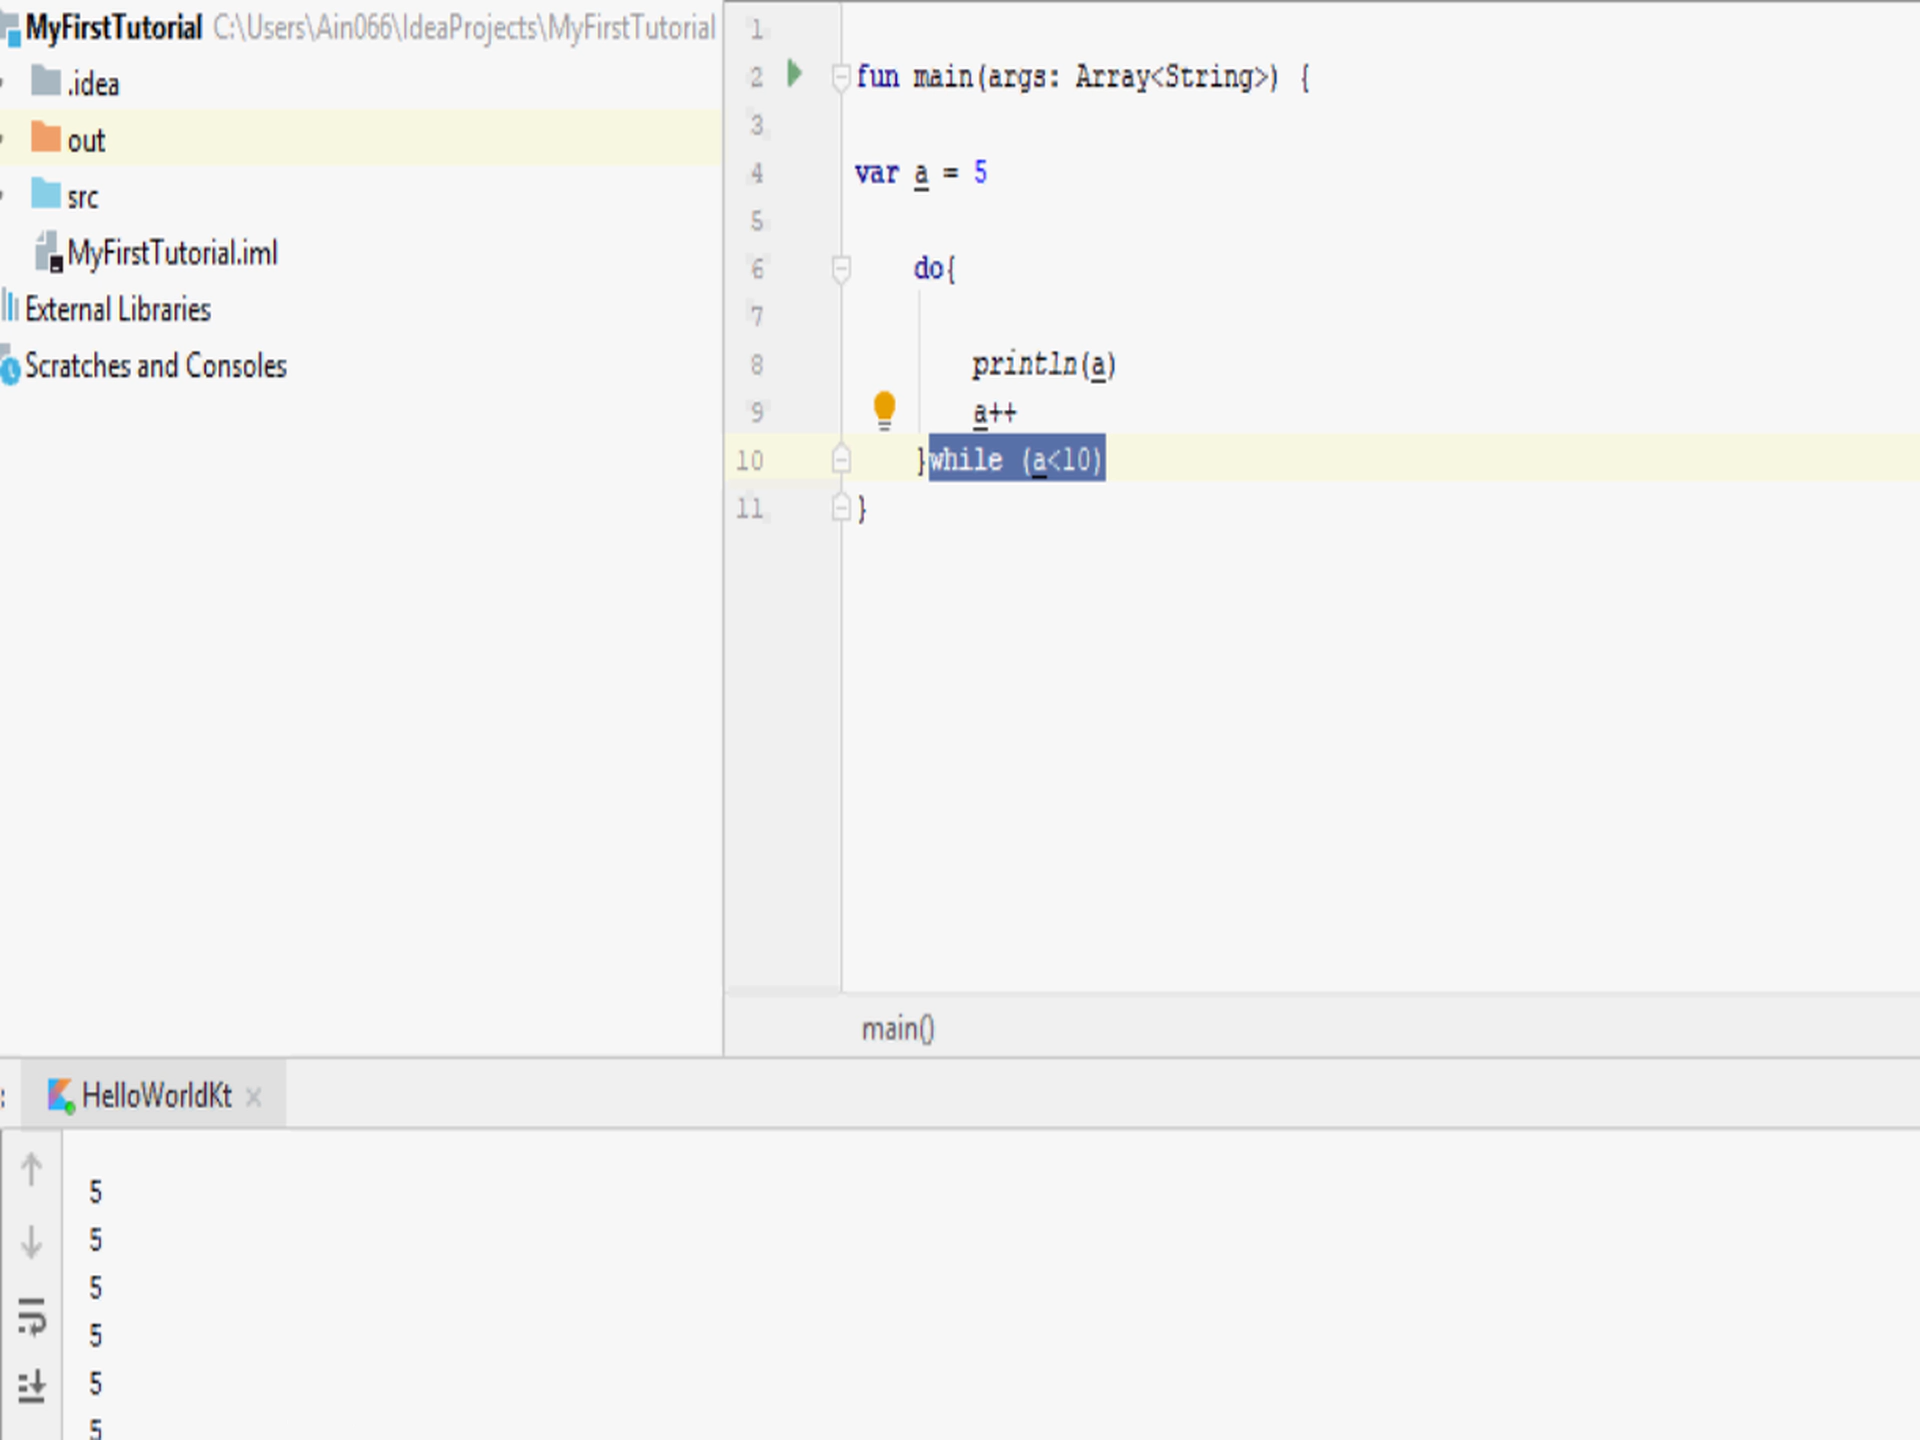 MyFirstTutorial C:\Users\Ain066\IdeaProjects\MyFirstTutorial
.idea
out
src
MyFirstTutorial.iml
External Libraries
Scratches and Consoles
1
2 fun main(args: Array<String>) {
3
4 var a = 5
5
6 do{
7
8 println(a)
9 a++
10 }while (a<10)
11 }
main()
: HelloWorldKt ×
5
5
5
5
5
5